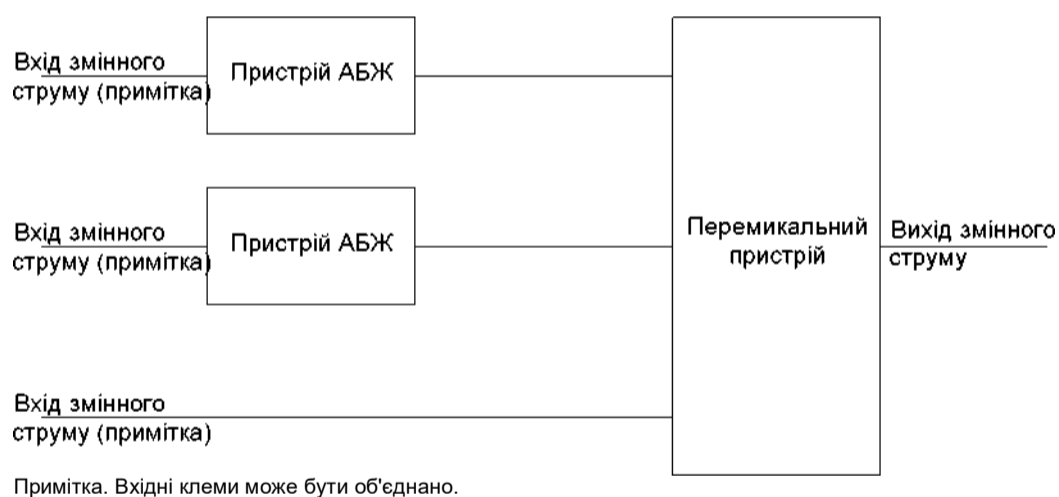 Вхід змінного
струму (примітка)
Пристрій АБЖ
Вхід змінного
струму (примітка)
Пристрій АБЖ
Перемикальний
пристрій
Вихід змінного
струму
Вхід змінного
струму (примітка)
Примітка. Вхідні клеми може бути об'єднано.